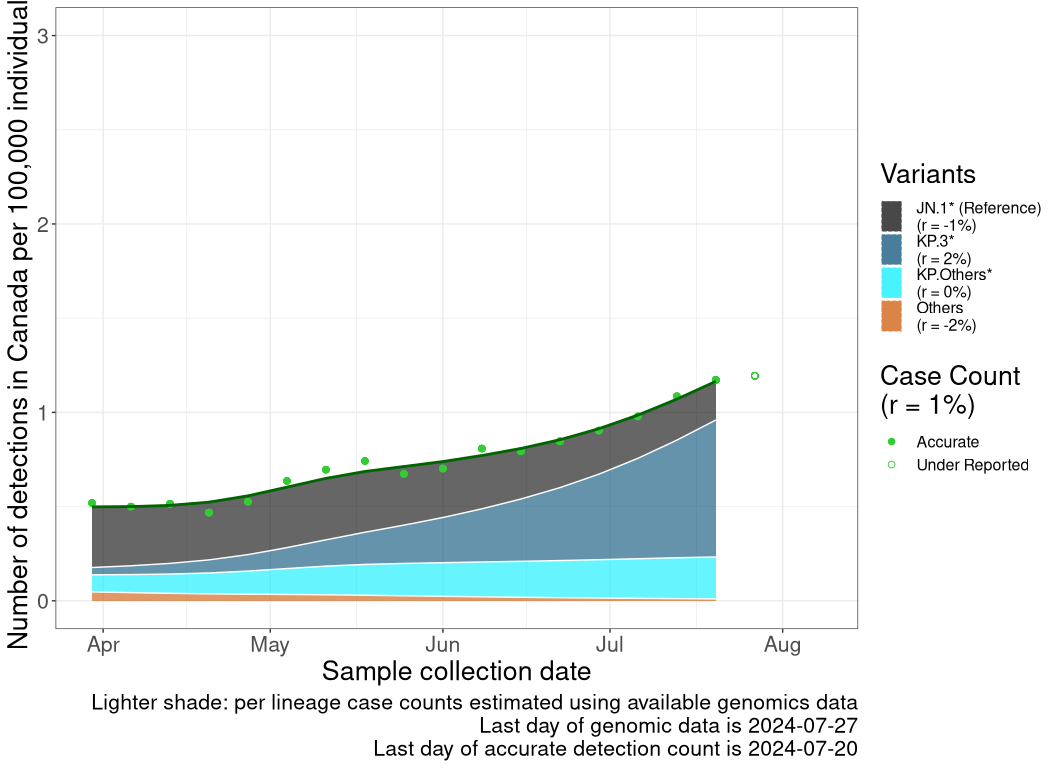 Number of detections in Canada per 100,000 individual
3
2
1
0
Apr May Jun Jul Aug
Sample collection date
Lighter shade: per lineage case counts estimated using available genomics data
Last day of genomic data is 2024-07-27
Last day of accurate detection count is 2024-07-20
Variants
JN.1* (Reference)
(r = -1%)
KP.3*
(r = 2%)
KP.Others*
(r = 0%)
Others
(r = -2%)
Case Count
(r = 1%)
Accurate
Under Reported